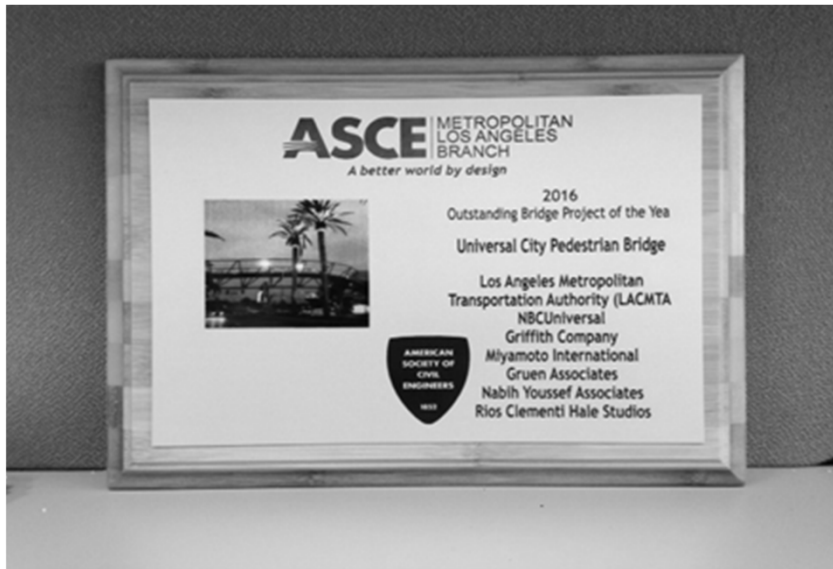 ASCE
METROPOLITAN
LOS ANGELES
BRANCH
A better world by design
2016
Outstanding Bridge Project of the Yea
Universal City Pedestrian Bridge
Los Angeles Metropolitan
Transportation Authority (LACMTA
NBCUniversal
Griffith Company
Miyamoto International
Gruen Associates
Nabih Youssef Associates
Rios Clementi Hale Studios
AMERICAN
SOCIETY OF
CIVIL
ENGINEERS
1852